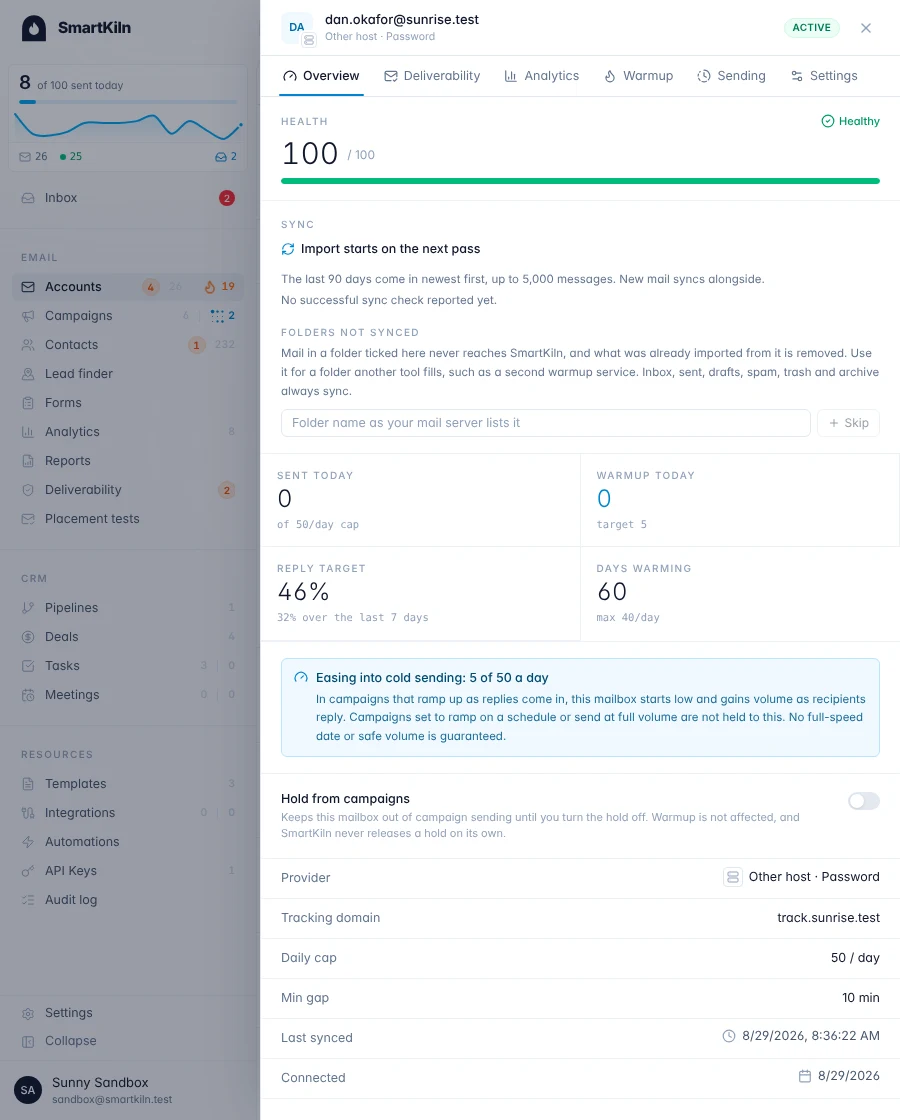 SmartKiln
8 of 100 sent today
26 25 2
Inbox 2
EMAIL
Accounts 4 26 19
Campaigns 6 2
Contacts 1 232
Lead finder
Forms
Analytics 8
Reports
Deliverability 2
Placement tests
CRM
Pipelines 1
Deals 4
Tasks 3 0
Meetings 0 0
RESOURCES
Templates 3
Integrations 0 0
Automations
API Keys 1
Audit log
Settings
Collapse
SA Sunny Sandbox
sandbox@smartkiln.test
DA dan.okafor@sunrise.test
Other host · Password
ACTIVE
Overview Deliverability Analytics Warmup Sending Settings
HEALTH Healthy
100 / 100
SYNC
Import starts on the next pass
The last 90 days come in newest first, up to 5,000 messages. New mail syncs alongside.
No successful sync check reported yet.
FOLDERS NOT SYNCED
Mail in a folder ticked here never reaches SmartKiln, and what was already imported from it is removed. Use
it for a folder another tool fills, such as a second warmup service. Inbox, sent, drafts, spam, trash and archive
always sync.
Folder name as your mail server lists it + Skip
SENT TODAY
0
of 50/day cap
WARMUP TODAY
0
target 5
REPLY TARGET
46%
32% over the last 7 days
DAYS WARMING
60
max 40/day
Easing into cold sending: 5 of 50 a day
In campaigns that ramp up as replies come in, this mailbox starts low and gains volume as recipients
reply. Campaigns set to ramp on a schedule or send at full volume are not held to this. No full-speed
date or safe volume is guaranteed.
Hold from campaigns
Keeps this mailbox out of campaign sending until you turn the hold off. Warmup is not affected, and
SmartKiln never releases a hold on its own.
Provider Other host · Password
Tracking domain track.sunrise.test
Daily cap 50 / day
Min gap 10 min
Last synced 8/29/2026, 8:36:22 AM
Connected 8/29/2026